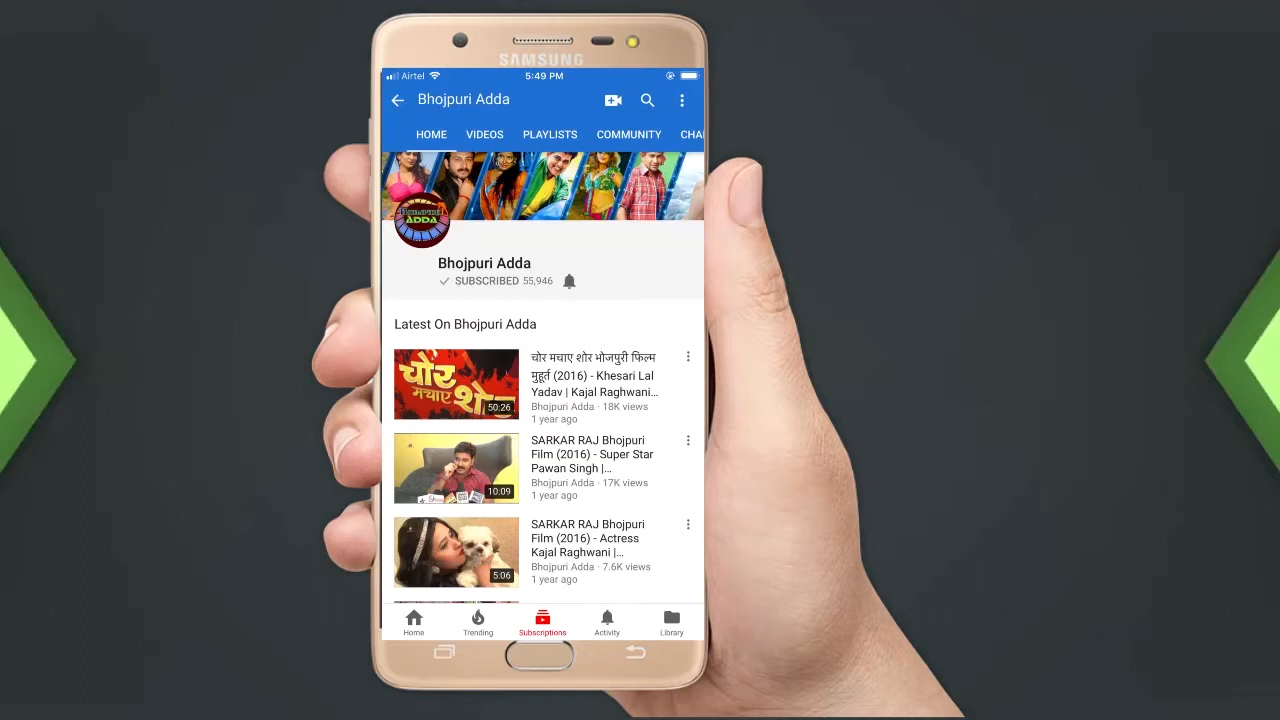 SAMSUNG
Airtel
5:49 PM
Bhojpuri Adda
HOME
VIDEOS
PLAYLISTS
COMMUNITY
CHA
BHOJPURI
ADDA
Bhojpuri Adda
SUBSCRIBED 55,946
Latest On Bhojpuri Adda
चोर
मचाए शोर
50:26
चोर मचाए शोर भोजपुरी फिल्म
मुहूर्त (2016) - Khesari Lal
Yadav | Kajal Raghwani...
Bhojpuri Adda · 18K views
1 year ago
10:09
SARKAR RAJ Bhojpuri
Film (2016) - Super Star
Pawan Singh |...
Bhojpuri Adda · 17K views
1 year ago
5:06
SARKAR RAJ Bhojpuri
Film (2016) - Actress
Kajal Raghwani |...
Bhojpuri Adda · 7.6K views
1 year ago
Home
Trending
Subscriptions
Activity
Library